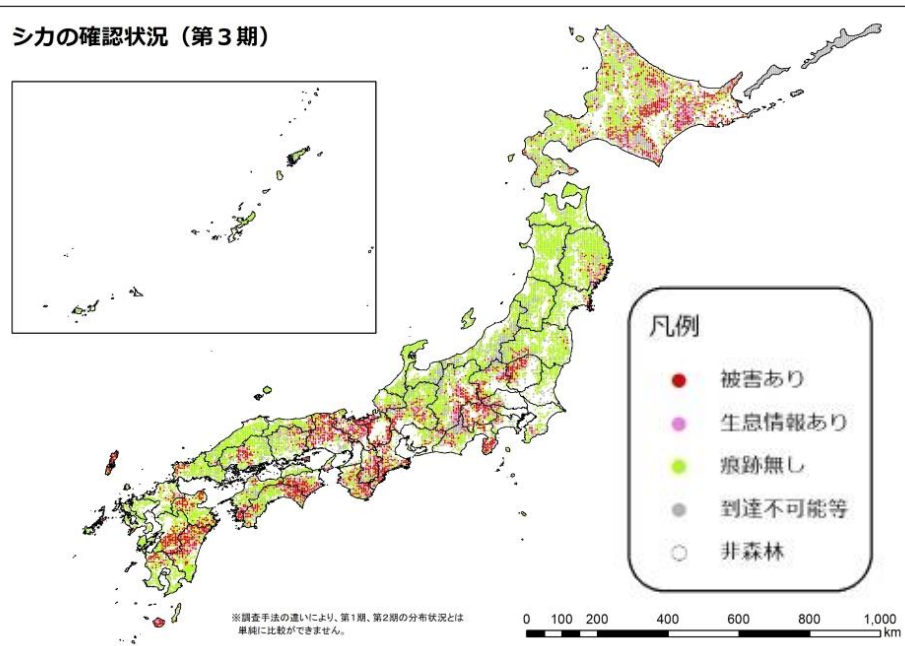 シカの確認状況（第３期）
凡例
被害あり
生息情報あり
痕跡無し
到達不可能等
非森林
※調査手法の違いにより、第1期、第2期の分布状況とは
単純に比較ができません。
0 100 200 400 600 800 1,000
km